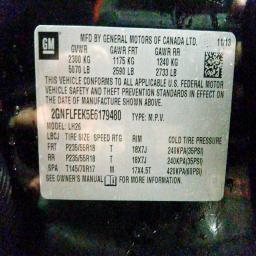 GM MFD BY GENERAL MOTORS OF CANADA LTD. 11/13
GVWR GAWR FRT GAWR RR
2300 KG 1175 KG 1240 KG
5070 LB 2590 LB 2733 LB
THIS VEHICLE CONFORMS TO ALL APPLICABLE U.S. FEDERAL MOTOR
VEHICLE SAFETY AND THEFT PREVENTION STANDARDS IN EFFECT ON
THE DATE OF MANUFACTURE SHOWN ABOVE.
2GNFLFEK5E6179480 TYPE: M.P.V.
MODEL: LH26
LBCJ TIRE SIZE SPEED RTG RIM COLD TIRE PRESSURE
FRT P235/55R18 T 18X7J 240KPA(35PSI)
RR P235/55R18 T 18X7J 240KPA(35PSI)
SPA T145/70R17 M 17X4.5T 420KPA(60PSI)
SEE OWNER'S MANUAL FOR MORE INFORMATION.